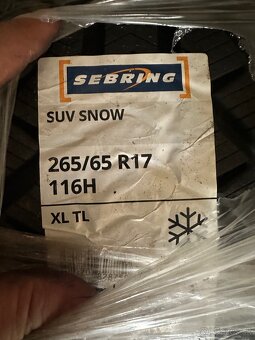 SEBRING
SUV SNOW
265/65 R17
116H
XL TL